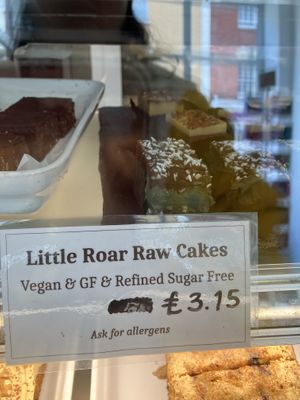 Little Roar Raw Cakes
Vegan & GF & Refined Sugar Free
£3.15
Ask for allergens